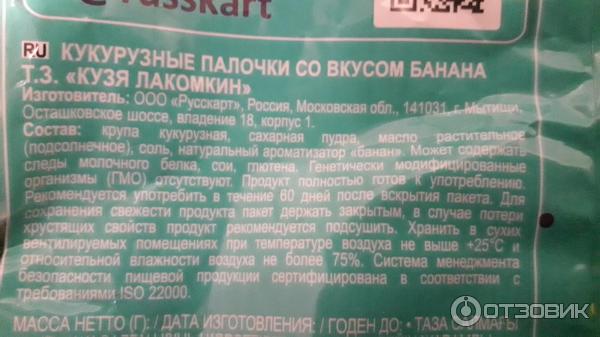 @russkart
RU КУКУРУЗНЫЕ ПАЛОЧКИ СО ВКУСОМ БАНАНА
Т.З. «КУЗЯ ЛАКОМКИН»
Изготовитель: ООО «Русскарт», Россия, Московская обл., 141031, г. Мытищи,
Осташковское шоссе, владение 18, корпус 1.
Состав: крупа кукурузная, сахарная пудра, масло растительное
(подсолнечное), соль, натуральный ароматизатор «банан». Может содержать
следы молочного белка, сои, глютена. Генетически модифицированные
организмы (ГМО) отсутствуют. Продукт полностью готов к употреблению.
Рекомендуется употребить в течение 60 дней после вскрытия пакета. Для
сохранения свежести продукта пакет держать закрытым, в случае потери
хрустящих свойств продукт рекомендуется подсушить. Хранить в сухих
вентилируемых помещениях при температуре воздуха не выше +25°С и
относительной влажности воздуха не более 75%. Система менеджмента
безопасности пищевой продукции сертифицирована в соответствии с
требованиями ISO 22000.
МАССА НЕТТО (Г): / ДАТА ИЗГОТОВЛЕНИЯ: / ГОДЕН ДО: • ТАЗА САЛМАҒЫ
ОТЗОВИК